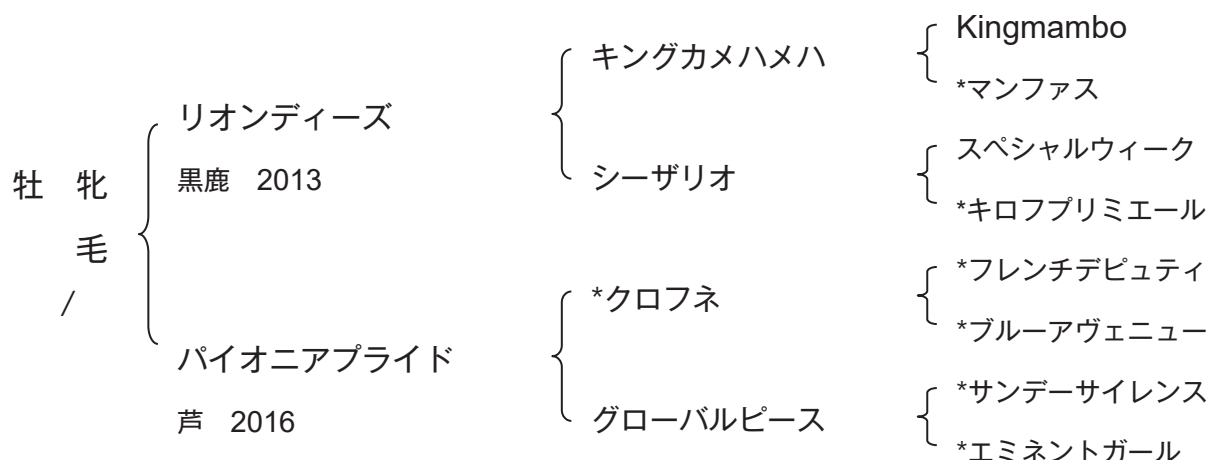 Kingmambo
キングカメハメハ
*マンファス
リオンディーズ
黒鹿　2013
スペシャルウィーク
シーザリオ
*キロフプリミエール
牡　牝
毛
/
*フレンチデピュティ
*クロフネ
*ブルーアヴェニュー
パイオニアプライド
芦　2016
*サンデーサイレンス
グローバルピース
*エミネントガール